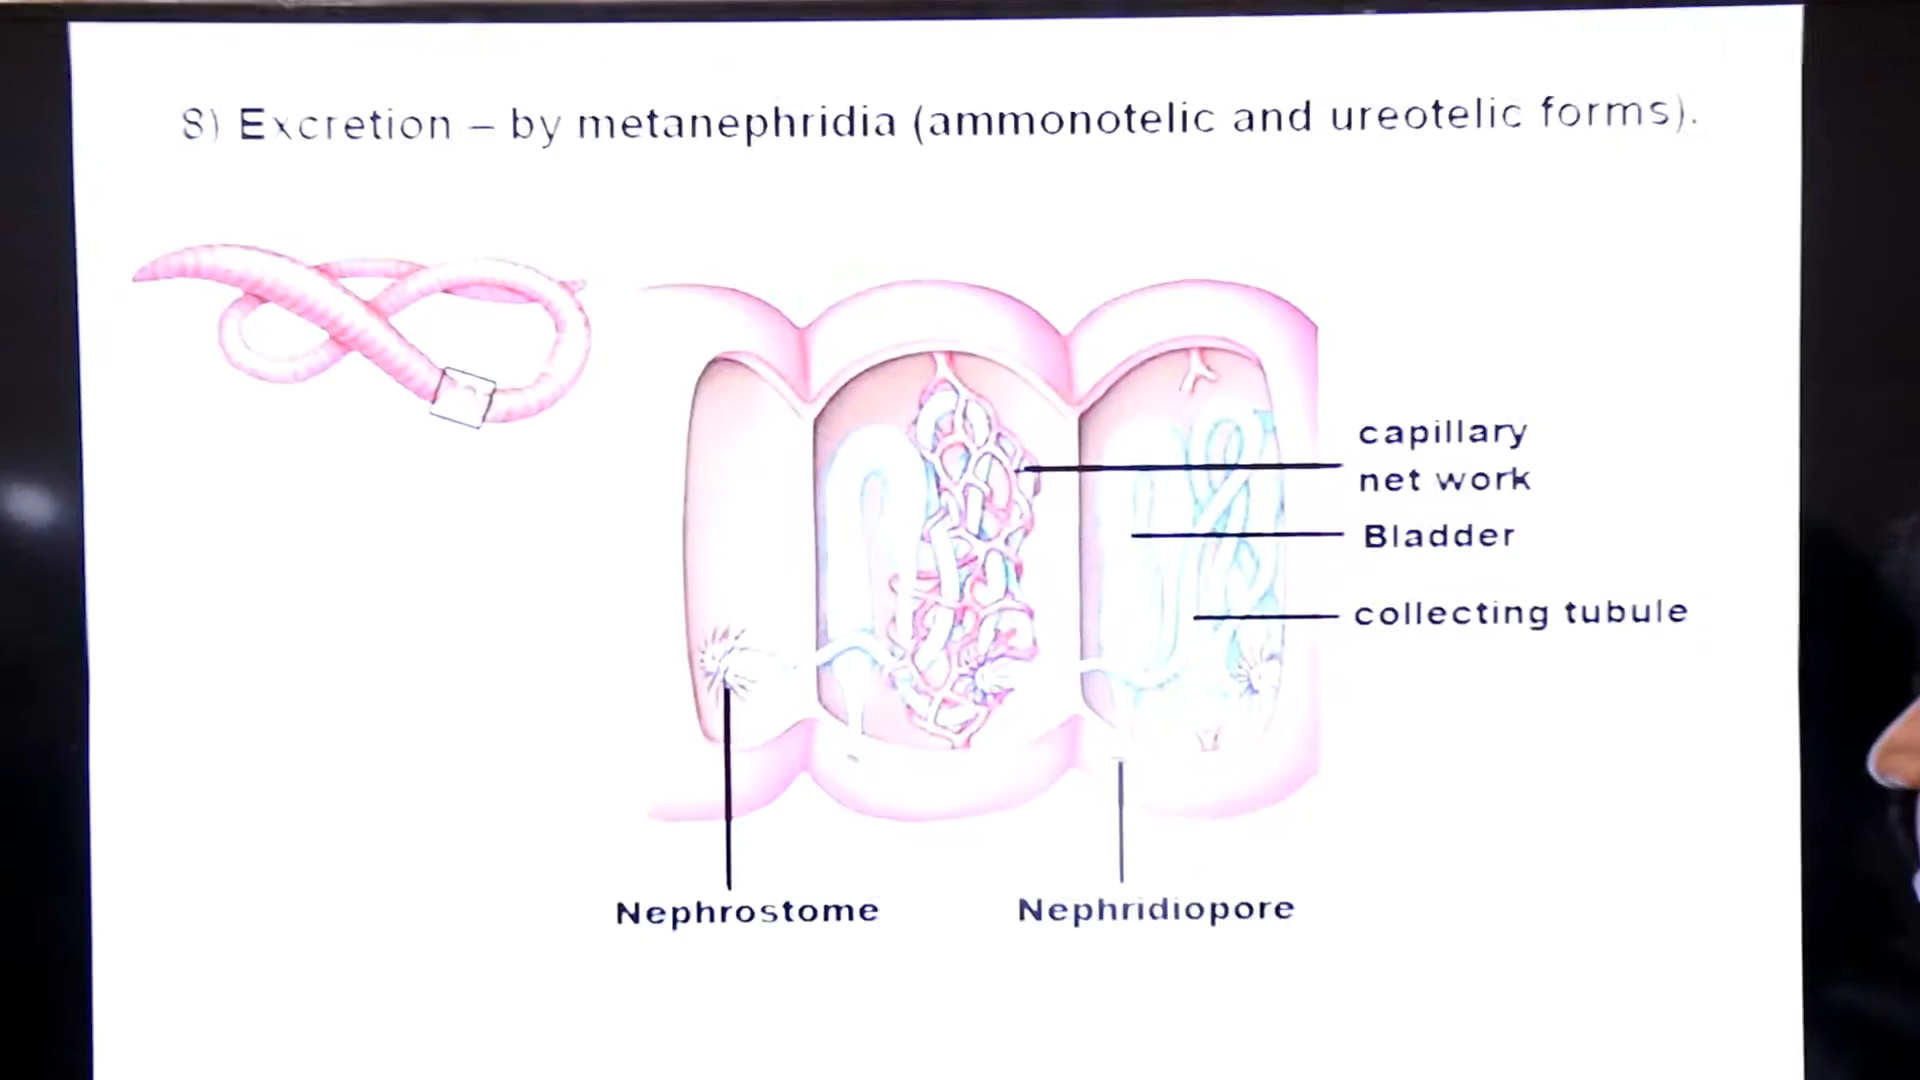 8) Excretion – by metanephridia (ammonotelic and ureotelic forms).
capillary
net work
Bladder
collecting tubule
Nephrostome
Nephridiopore